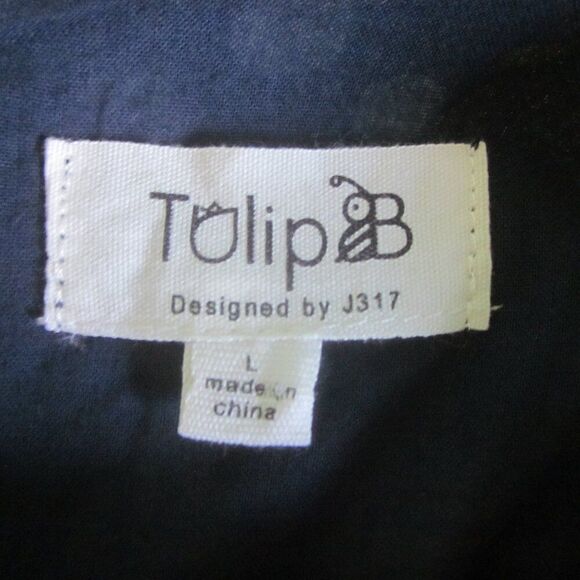 Tulip B
Designed by J317
L
made in
china